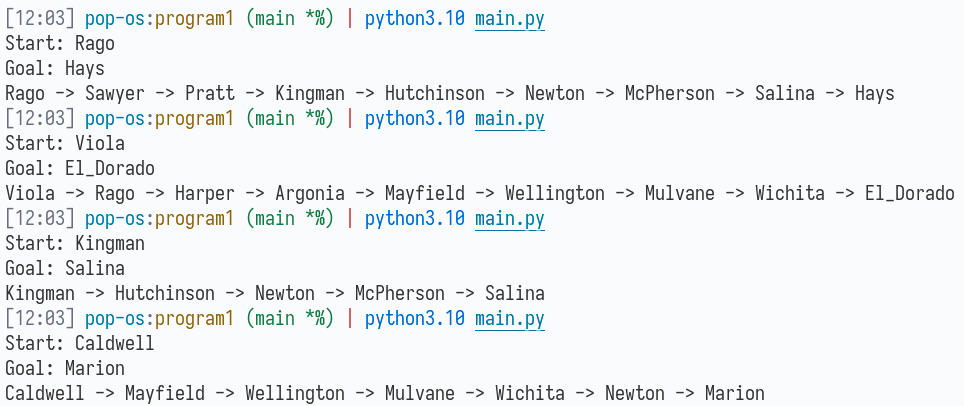 [12:03] pop-os:program1 (main *%) | python3.10 main.py
Start: Rago
Goal: Hays
Rago -> Sawyer -> Pratt -> Kingman -> Hutchinson -> Newton -> McPherson -> Salina -> Hays
[12:03] pop-os:program1 (main *%) | python3.10 main.py
Start: Viola
Goal: El_Dorado
Viola -> Rago -> Harper -> Argonia -> Mayfield -> Wellington -> Mulvane -> Wichita -> El_Dorado
[12:03] pop-os:program1 (main *%) | python3.10 main.py
Start: Kingman
Goal: Salina
Kingman -> Hutchinson -> Newton -> McPherson -> Salina
[12:03] pop-os:program1 (main *%) | python3.10 main.py
Start: Caldwell
Goal: Marion
Caldwell -> Mayfield -> Wellington -> Mulvane -> Wichita -> Newton -> Marion